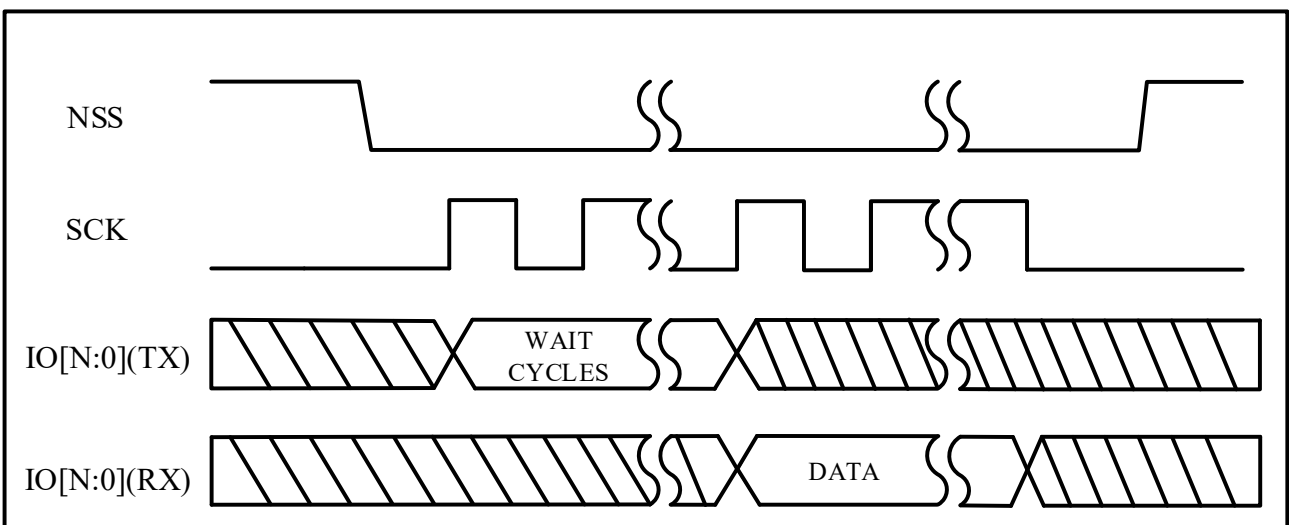 NSS
SCK
IO[N:0](TX)
WAIT
CYCLES
IO[N:0](RX)
DATA